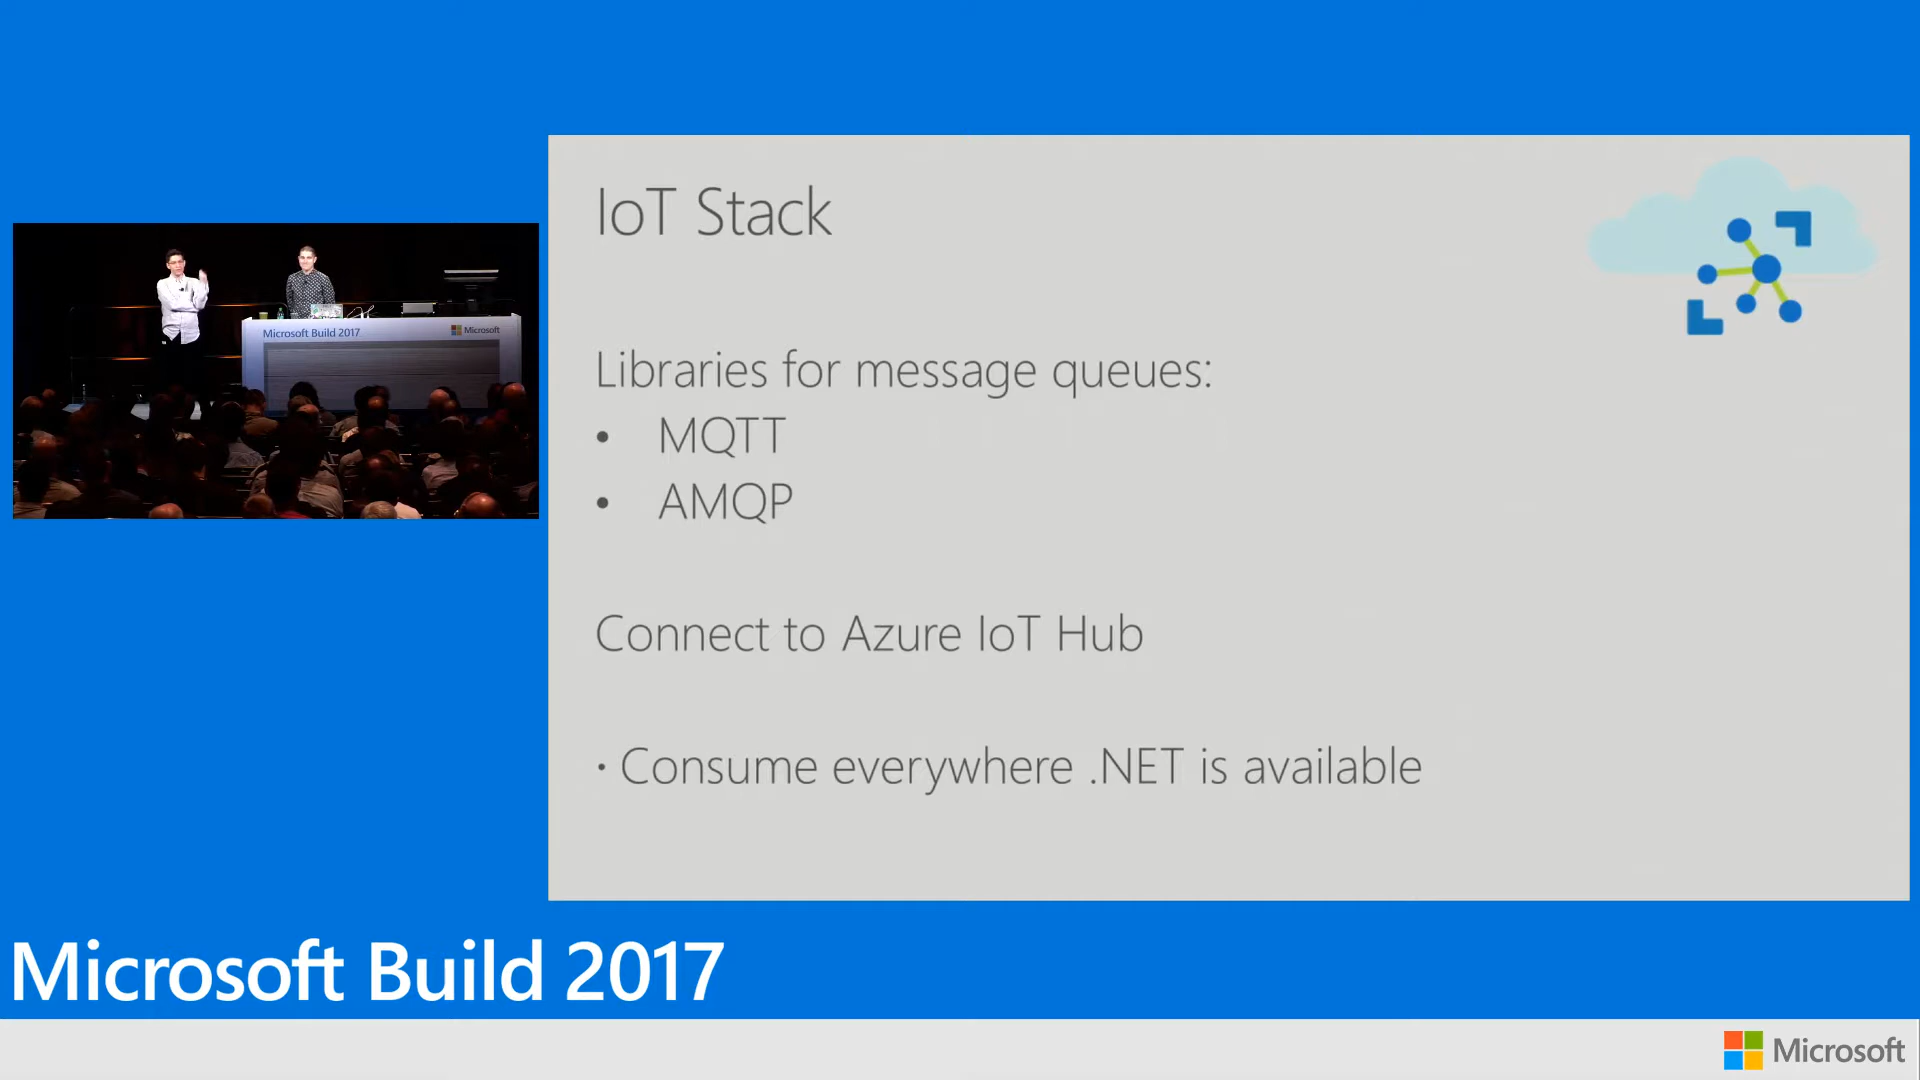 IoT Stack
Libraries for message queues:
• MQTT
• AMQP
Connect to Azure IoT Hub
• Consume everywhere .NET is available
Microsoft Build 2017
Microsoft
Microsoft Build 2017
Microsoft